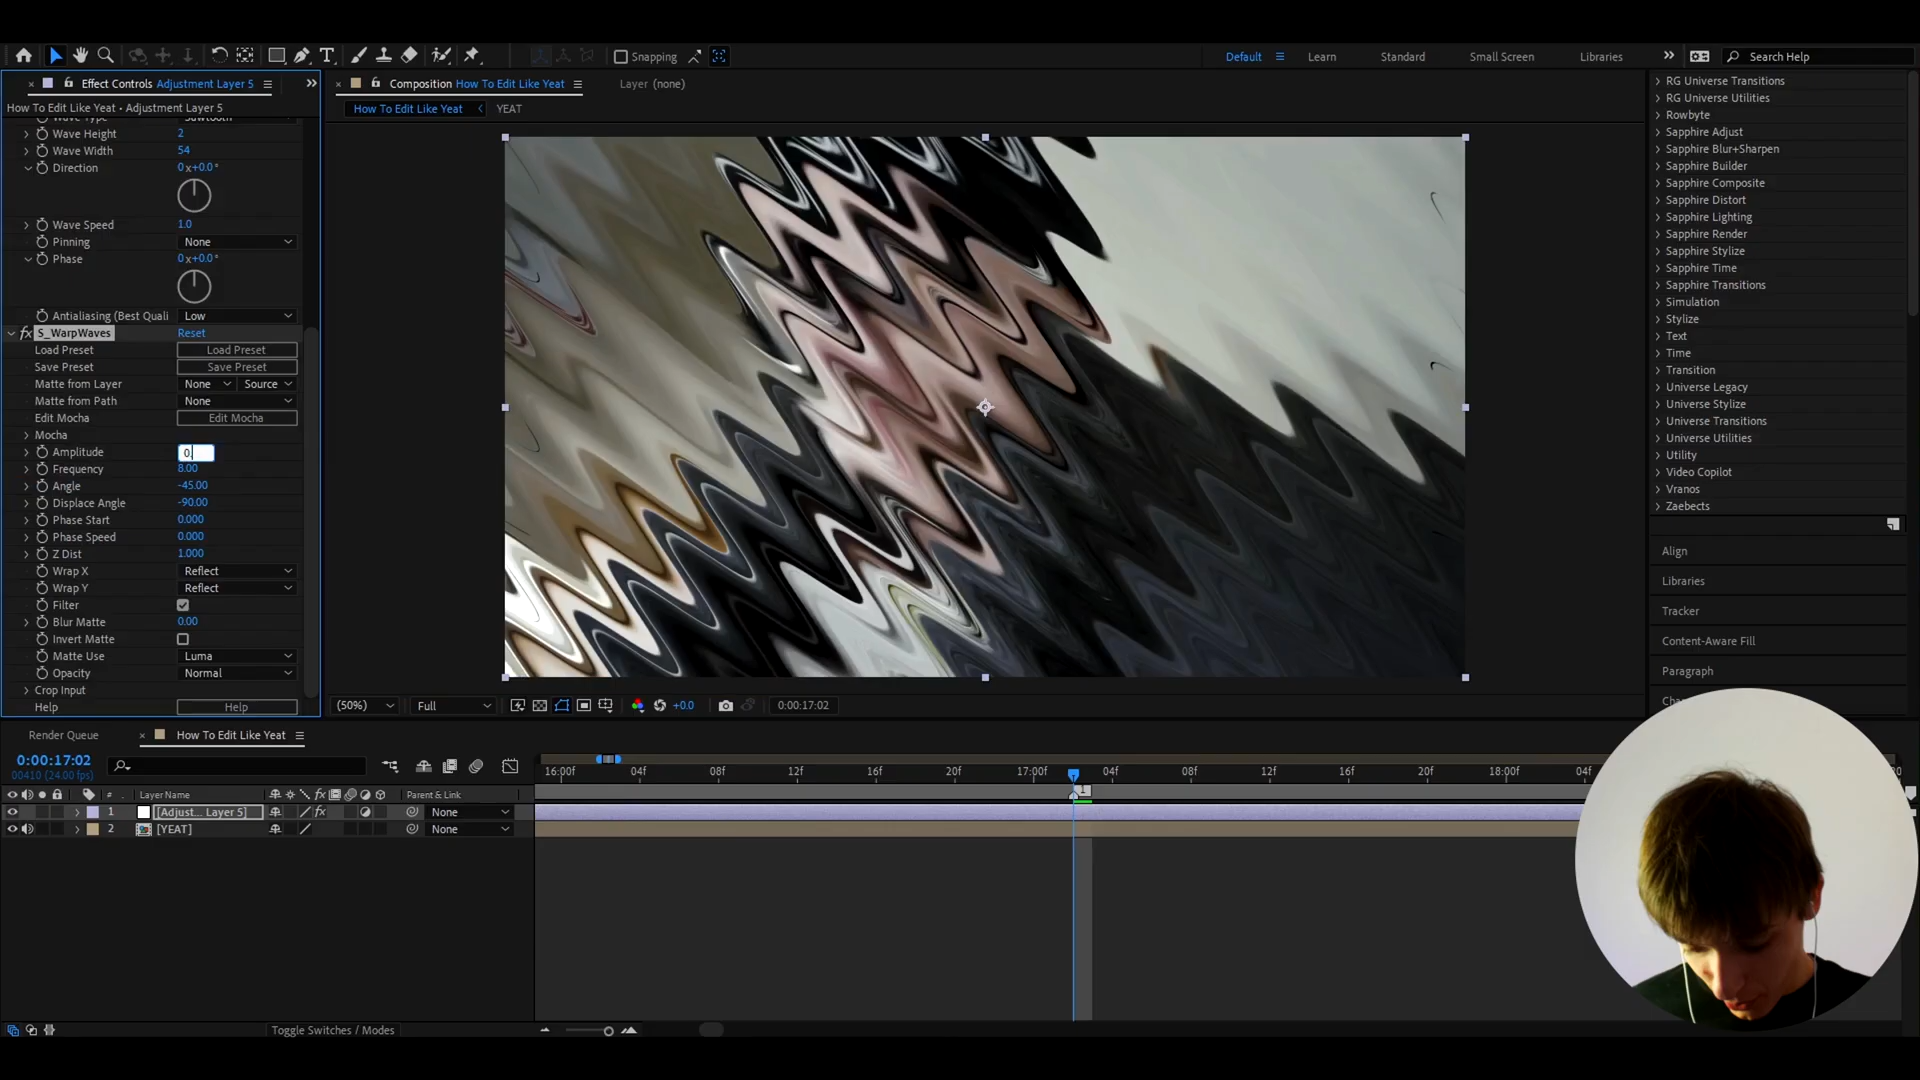 Snapping
Default
Learn
Standard
Small Screen
Libraries
Search Help
Effect Controls Adjustment Layer 5
Composition How To Edit Like Yeat
Layer (none)
How To Edit Like Yeat • Adjustment Layer 5
How To Edit Like Yeat
YEAT
Wave Type Sawtooth
Wave Height 2
Wave Width 54
Direction 0x+0.0°
Wave Speed 1.0
Pinning None
Phase 0x+0.0°
Antialiasing (Best Quali Low
fx S_WarpWaves Reset
Load Preset Load Preset
Save Preset Save Preset
Matte from Layer None Source
Matte from Path None
Edit Mocha Edit Mocha
Mocha
Amplitude 0.
Frequency 8.00
Angle -45.00
Displace Angle -90.00
Phase Start 0.000
Phase Speed 0.000
Z Dist 1.000
Wrap X Reflect
Wrap Y Reflect
Filter
Blur Matte 0.00
Invert Matte
Matte Use Luma
Opacity Normal
Crop Input
Help Help
(50%) Full +0.0 0:00:17:02
RG Universe Transitions
RG Universe Utilities
Rowbyte
Sapphire Adjust
Sapphire Blur+Sharpen
Sapphire Builder
Sapphire Composite
Sapphire Distort
Sapphire Lighting
Sapphire Render
Sapphire Stylize
Sapphire Time
Sapphire Transitions
Simulation
Stylize
Text
Time
Transition
Universe Legacy
Universe Stylize
Universe Transitions
Universe Utilities
Utility
Video Copilot
Vranos
Zaebects
Align
Libraries
Tracker
Content-Aware Fill
Paragraph
Render Queue
How To Edit Like Yeat
0:00:17:02
00410 (24.00 fps)
16:00f 04f 08f 12f 16f 20f 17:00f 04f 08f 12f 16f 20f 18:00f 04f
# Layer Name Parent & Link
1
1 [Adjust... Layer 5] fx None
2 [YEAT] None
Toggle Switches / Modes